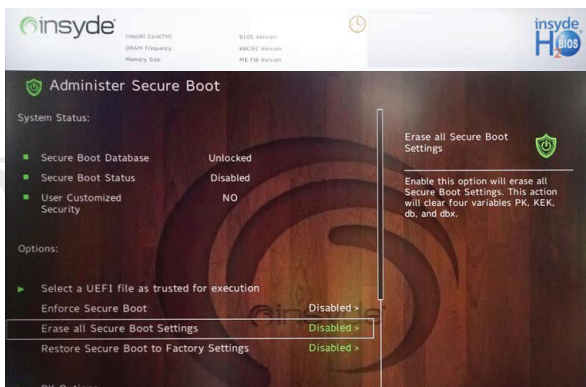 insyde
Intel(R) Core(TM)
DRAM Frequency:
Memory Size:
BIOS Version:
KBC/EC Version:
ME FW Version:
insyde
H2O
BIOS
Administer Secure Boot
System Status:
Secure Boot Database Unlocked
Secure Boot Status Disabled
User Customized NO
Security
Options:
Select a UEFI file as trusted for execution
Enforce Secure Boot Disabled >
Erase all Secure Boot Settings Disabled >
Restore Secure Boot to Factory Settings Disabled >
PK Options
Erase all Secure Boot
Settings
Enable this option will erase all
Secure Boot Settings. This action
will clear four variables PK, KEK,
db, and dbx.
insyde